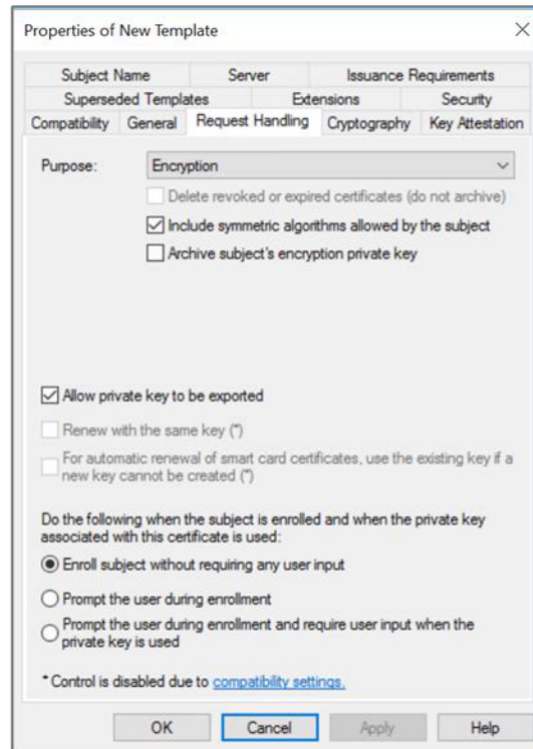 Properties of New Template
Subject Name Server Issuance Requirements
Superseded Templates Extensions Security
Compatibility General Request Handling Cryptography Key Attestation
Purpose: Encryption
Delete revoked or expired certificates (do not archive)
Include symmetric algorithms allowed by the subject
Archive subject's encryption private key
Allow private key to be exported
Renew with the same key (*)
For automatic renewal of smart card certificates, use the existing key if a
new key cannot be created (*)
Do the following when the subject is enrolled and when the private key
associated with this certificate is used:
Enroll subject without requiring any user input
Prompt the user during enrollment
Prompt the user during enrollment and require user input when the
private key is used
* Control is disabled due to compatibility settings.
OK Cancel Apply Help